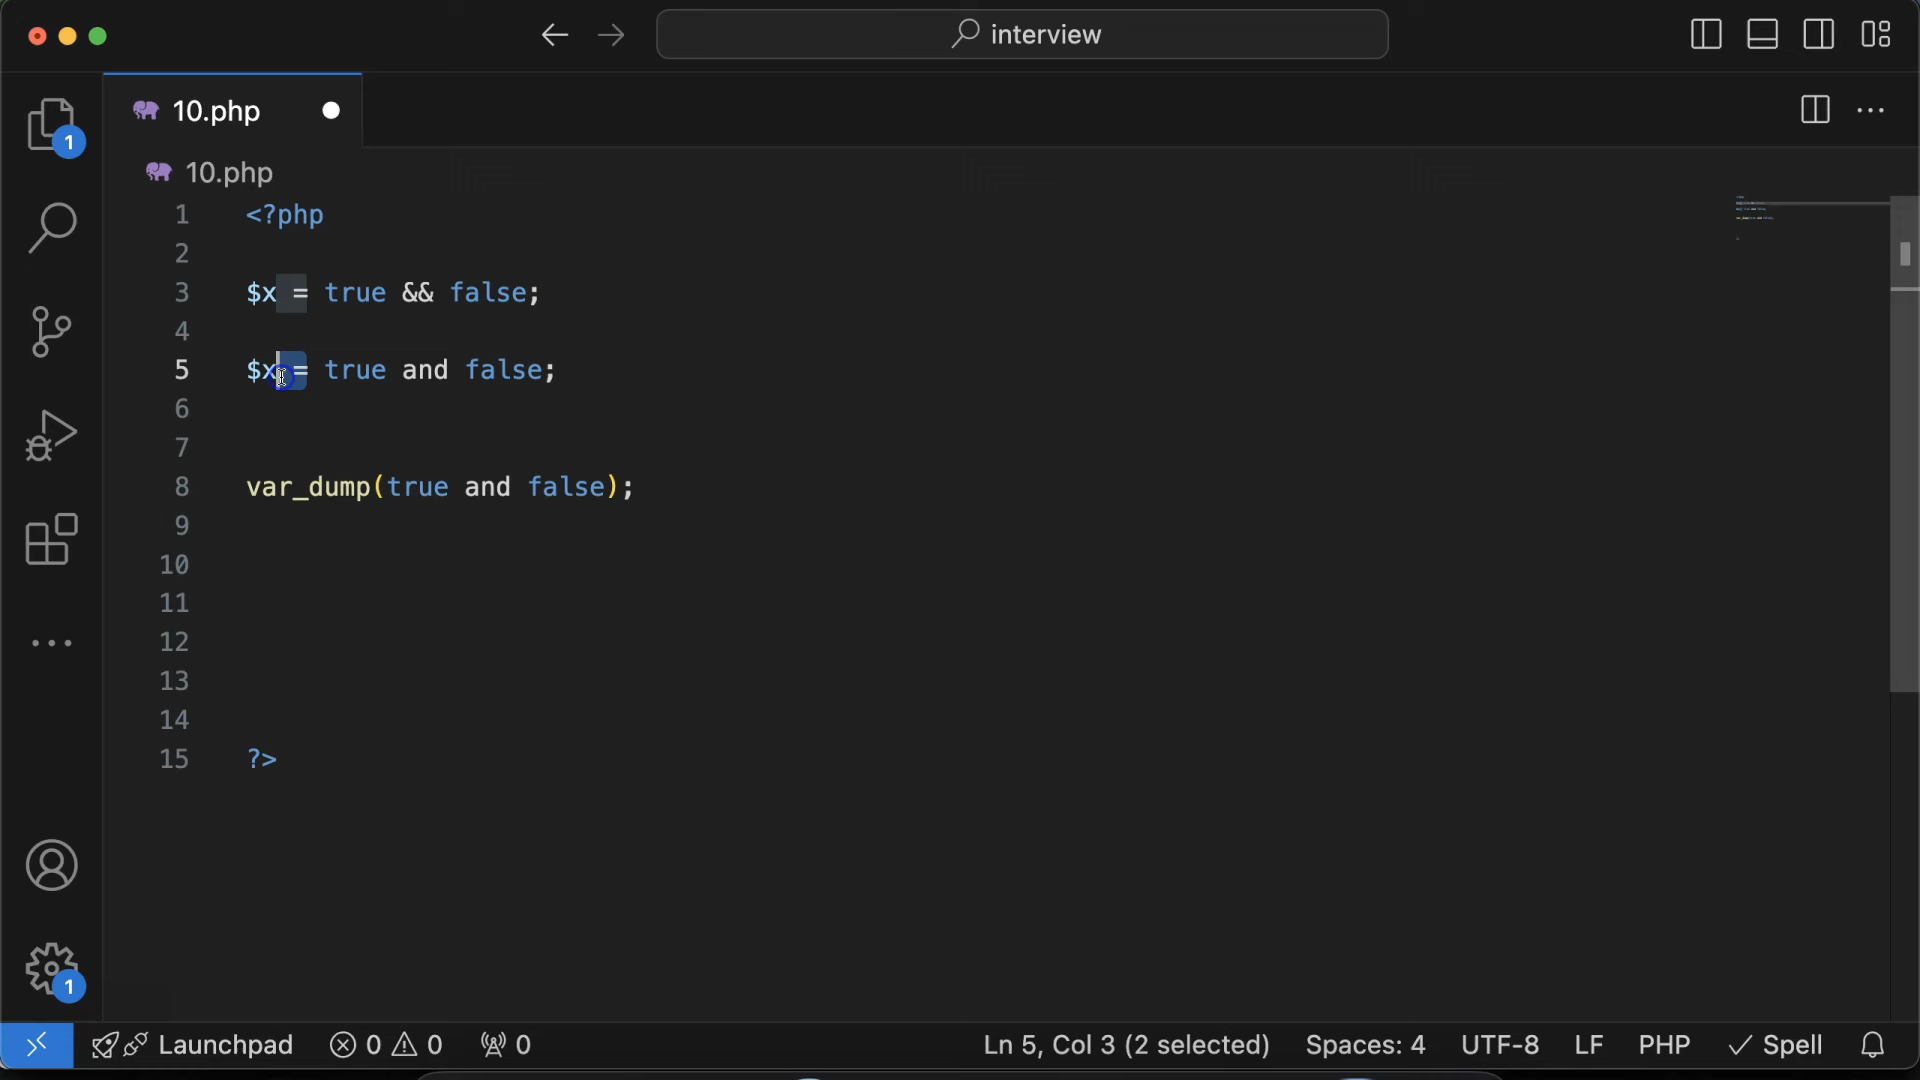 interview
10.php
1
10.php
1 <?php
2
3 $x = true && false;
4
5 $x = true and false;
6
7
8 var_dump(true and false);
9
10
11
12
13
14
15 ?>
1
Launchpad 0 0 0 Ln 5, Col 3 (2 selected) Spaces: 4 UTF-8 LF PHP Spell